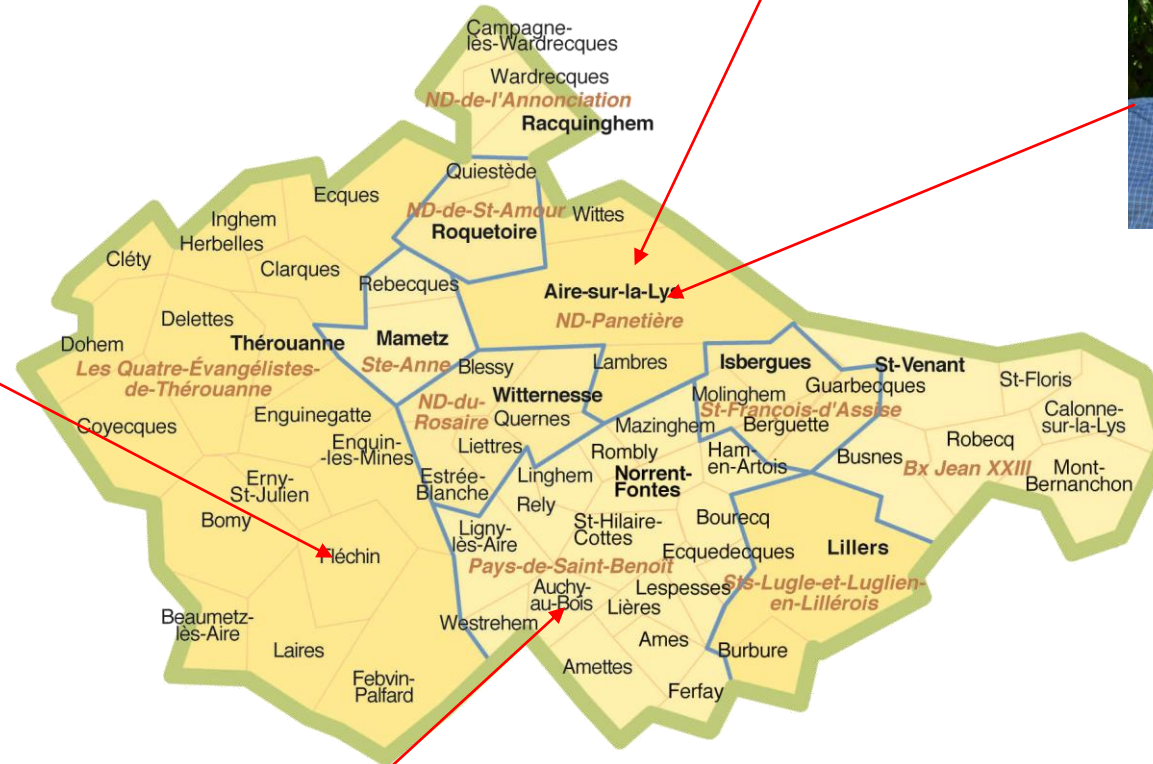 Campagne-
lès-Wardrecques
Wardrecques
ND-de-l'Annonciation
Racquinghem
Quiestède
Ecques
ND-de-St-Amour
Wittes
Inghem
Roquetoire
Herbelles
Cléty
Clarques
Rebecques
Aire-sur-la-Lys
ND-Panetière
Delettes
Thérouanne
Mametz
Dohem
Les Quatre-Évangélistes-
de-Thérouanne
Ste-Anne
Blessy
Lambres
Isbergues
St-Venant
St-Floris
Guarbecques
Molinghem
ND-du-
Rosaire
Witternesse
Quernes
St-François-d'Assise
Berguette
Calonne-
sur-la-Lys
Coyecques
Enguinegatte
Mazinghem
Enquin-
-les-Mines
Liettres
Rombly
Ham-
en-Artois
Robecq
Busnes
Bx Jean XXIII
Mont-
Bernanchon
Erny-
St-Julien
Estrée-
Blanche
Linghem
Norrent-
Fontes
Rely
Bomy
Ligny-
lès-Aire
St-Hilaire-
Cottes
Bourecq
Fléchin
Ecquedecques
Lillers
Pays-de-Saint-Benoît
Sts-Lugle-et-Luglien-
en-Lillérois
Auchy-
au-Bois
Lespesses
Lières
Beaumetz-
lès-Aire
Westrehem
Laires
Ames
Burbure
Amettes
Febvin-
Palfard
Ferfay